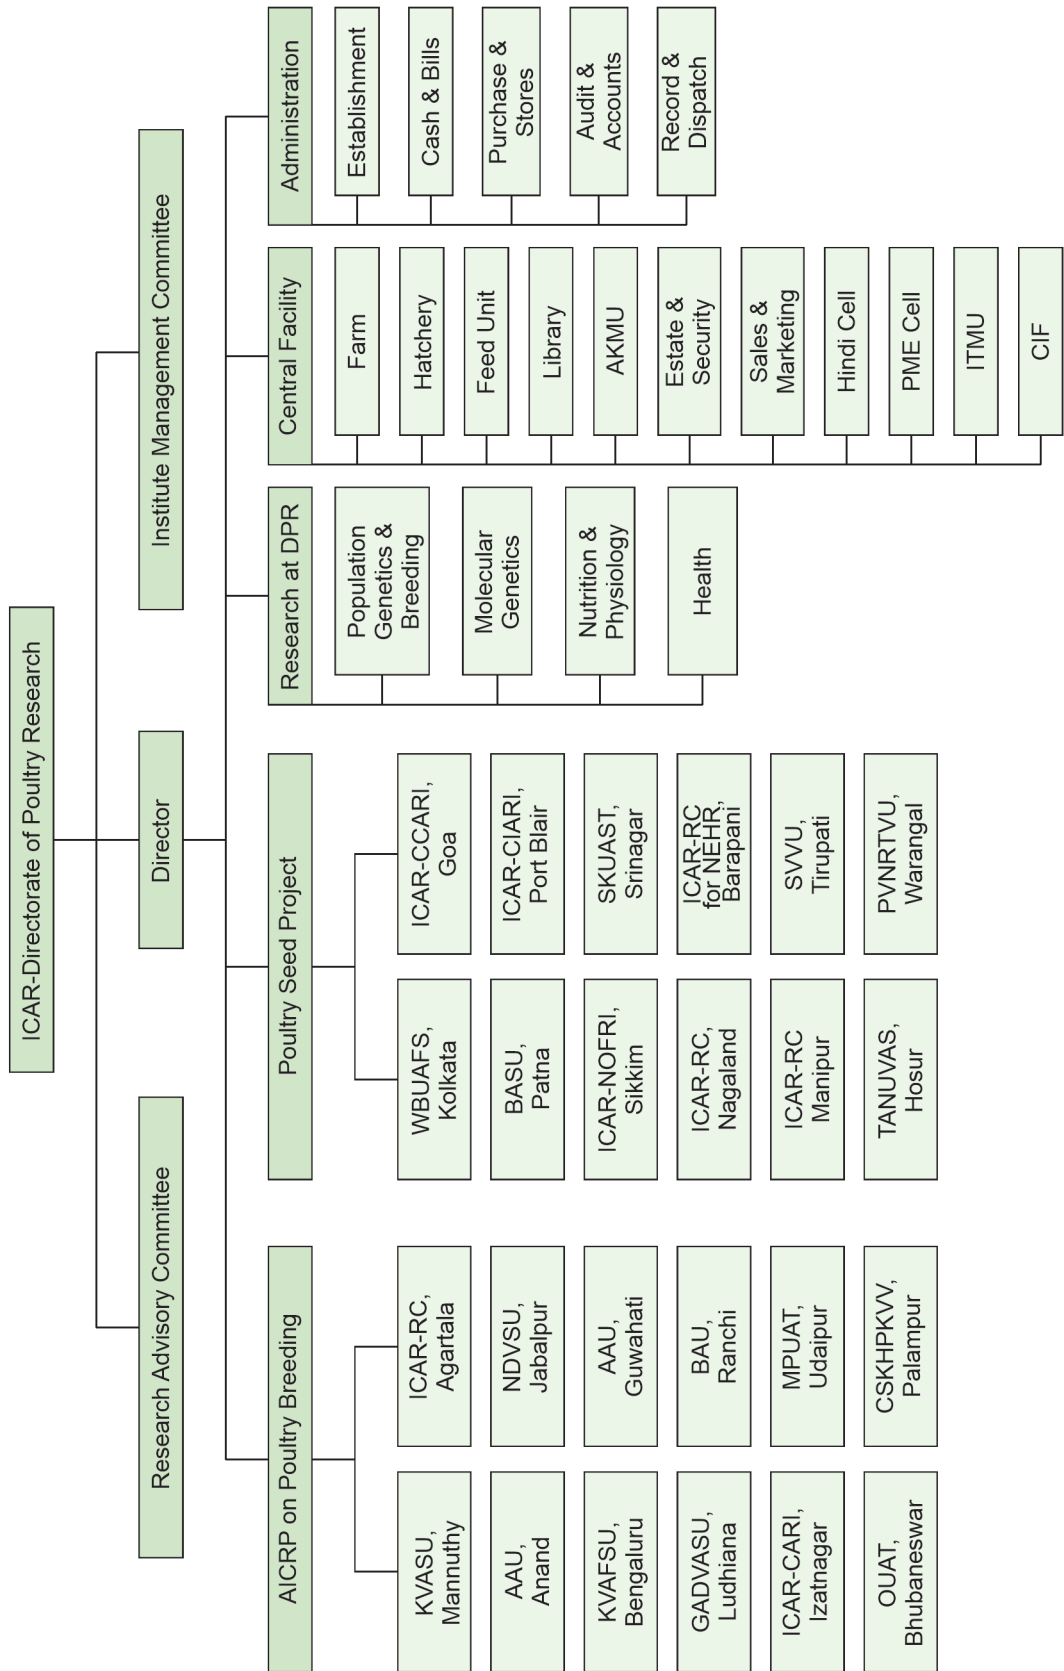 ICAR-Directorate of Poultry Research
Research Advisory Committee
Director
Institute Management Committee
AICRP on Poultry Breeding
KVASU,
Mannuthy
ICAR-RC,
Agartala
AAU,
Anand
NDVSU,
Jabalpur
KVAFSU,
Bengaluru
AAU,
Guwahati
GADVASU,
Ludhiana
BAU,
Ranchi
ICAR-CARI,
Izatnagar
MPUAT,
Udaipur
OUAT,
Bhubaneswar
CSKHPKVV,
Palampur
Poultry Seed Project
WBUAFS,
Kolkata
ICAR-CCARI,
Goa
BASU,
Patna
ICAR-CIARI,
Port Blair
ICAR-NOFRI,
Sikkim
SKUAST,
Srinagar
ICAR-RC,
Nagaland
ICAR-RC
for NEHR,
Barapani
ICAR-RC
Manipur
SVVU,
Tirupati
TANUVAS,
Hosur
PVNRTVU,
Warangal
Research at DPR
Population
Genetics &
Breeding
Molecular
Genetics
Nutrition &
Physiology
Health
Central Facility
Farm
Hatchery
Feed Unit
Library
AKMU
Estate &
Security
Sales &
Marketing
Hindi Cell
PME Cell
ITMU
CIF
Administration
Establishment
Cash & Bills
Purchase &
Stores
Audit &
Accounts
Record &
Dispatch